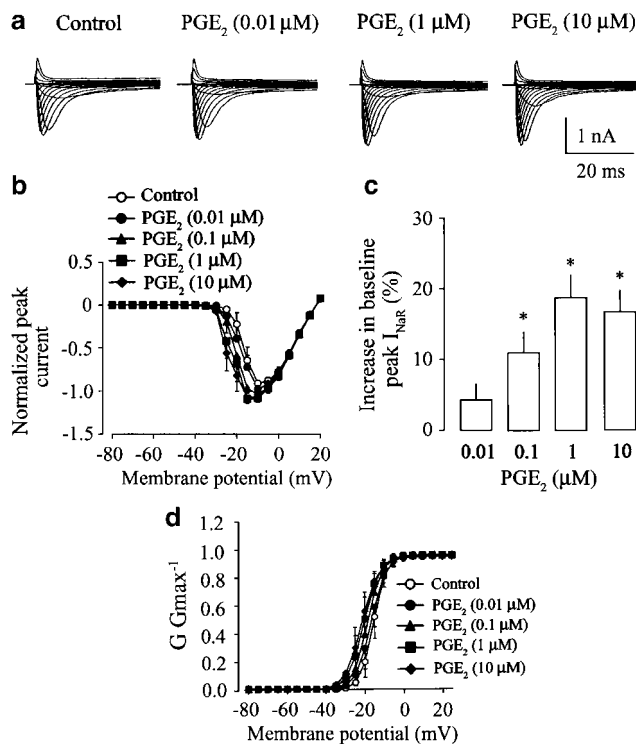 a
Control PGE₂ (0.01 µM) PGE₂ (1 µM) PGE₂ (10 µM)
1 nA
20 ms
b
Control
PGE₂ (0.01 µM)
PGE₂ (0.1 µM)
PGE₂ (1 µM)
PGE₂ (10 µM)
0.5
0
-0.5
-1.0
-1.5
Normalized peak
current
-80 -60 -40 -20 0 20
Membrane potential (mV)
c
30
20
10
0
Increase in baseline
peak I_NaR (%)
* * *
0.01 0.1 1 10
PGE₂ (µM)
d
1.2
1.0
0.8
0.6
0.4
0.2
0.0
G Gmax⁻¹
Control
PGE₂ (0.01 µM)
PGE₂ (0.1 µM)
PGE₂ (1 µM)
PGE₂ (10 µM)
-80 -60 -40 -20 0 20
Membrane potential (mV)